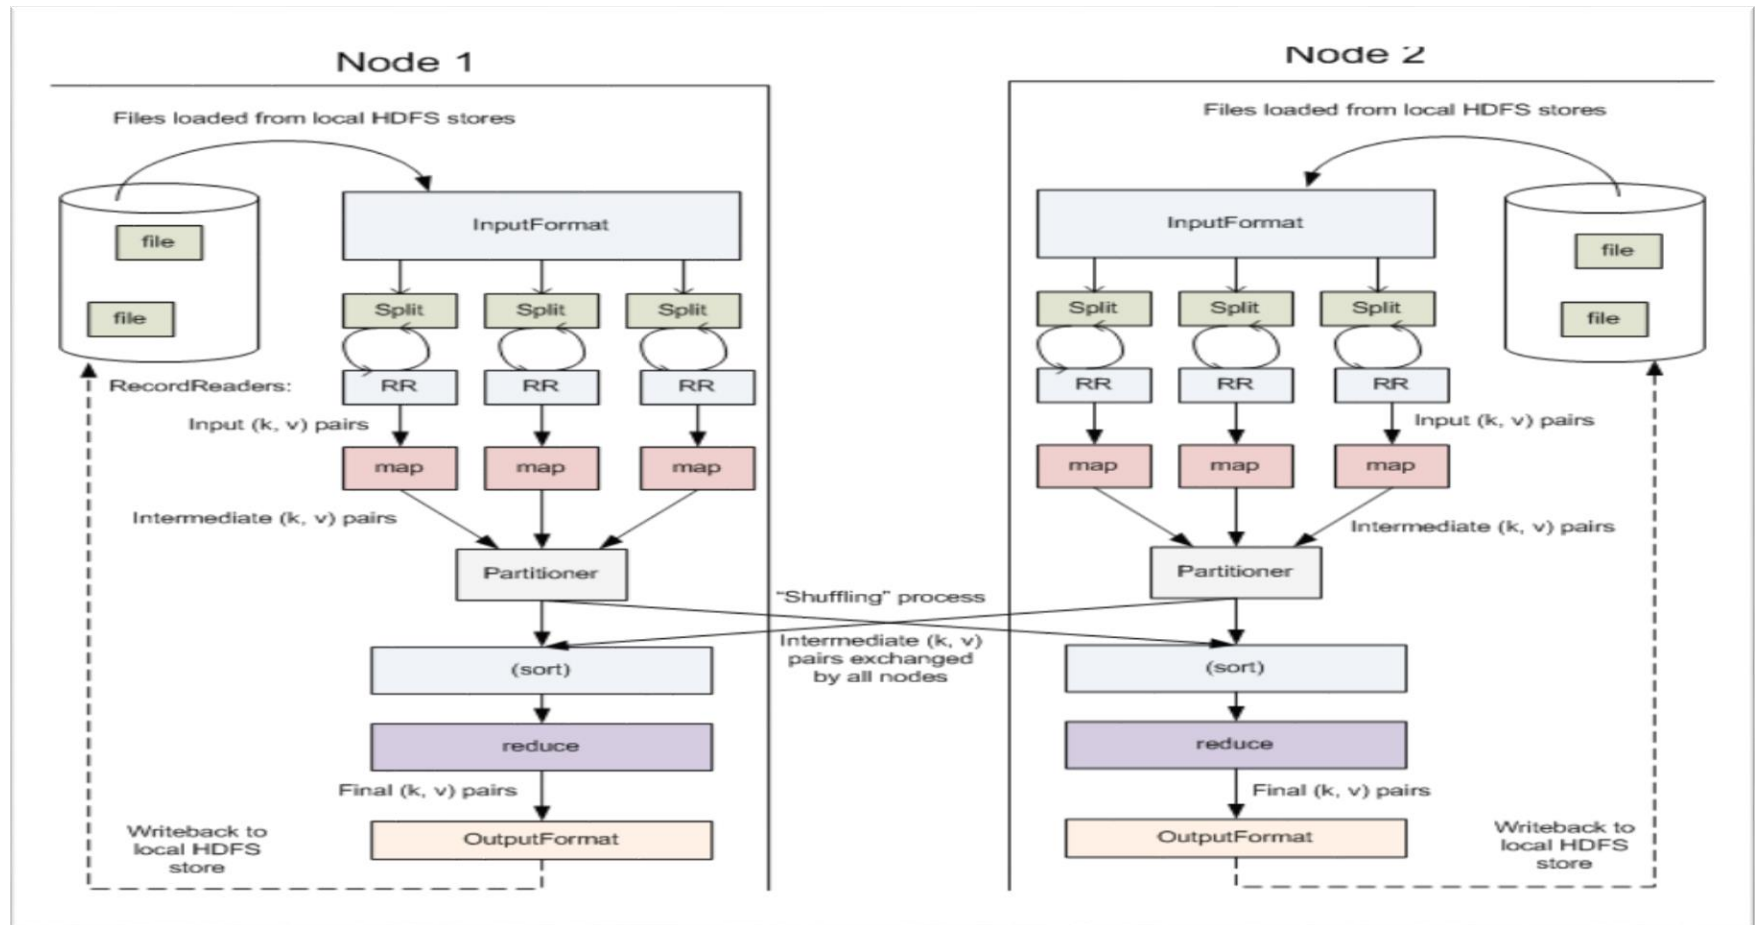 Node 1
Files loaded from local HDFS stores
InputFormat
file
file
Split
Split
Split
RecordReaders:
RR
RR
RR
Input (k, v) pairs
map
map
map
Intermediate (k, v) pairs
Partitioner
(sort)
reduce
Final (k, v) pairs
OutputFormat
Writeback to
local HDFS
store
"Shuffling" process
Intermediate (k, v)
pairs exchanged
by all nodes
Node 2
Files loaded from local HDFS stores
InputFormat
file
file
Split
Split
Split
RR
RR
RR
Input (k, v) pairs
map
map
map
Intermediate (k, v) pairs
Partitioner
(sort)
reduce
Final (k, v) pairs
OutputFormat
Writeback to
local HDFS
store